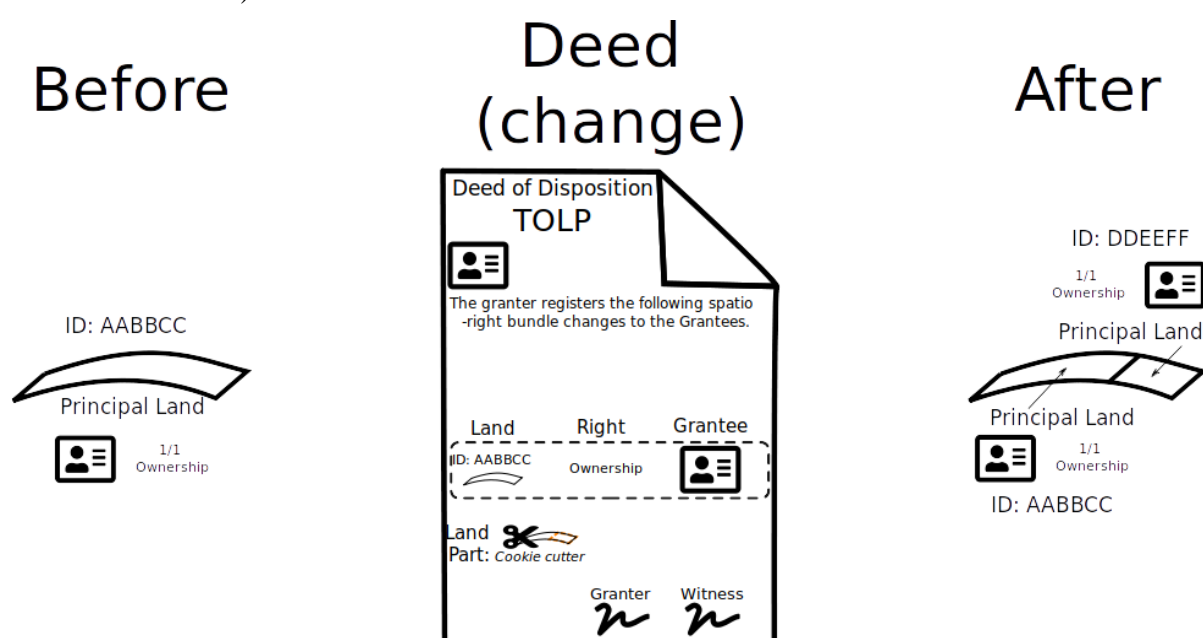 Before
Deed
(change)
After
Deed of Disposition
TOLP
The granter registers the following spatio
-right bundle changes to the Grantees.
Land Right Grantee
ID: AABBCC
Ownership
Land
Part: Cookie cutter
Granter Witness
ID: AABBCC
Principal Land
1/1
Ownership
ID: DDEEFF
1/1
Ownership
Principal Land
Principal Land
1/1
Ownership
ID: AABBCC